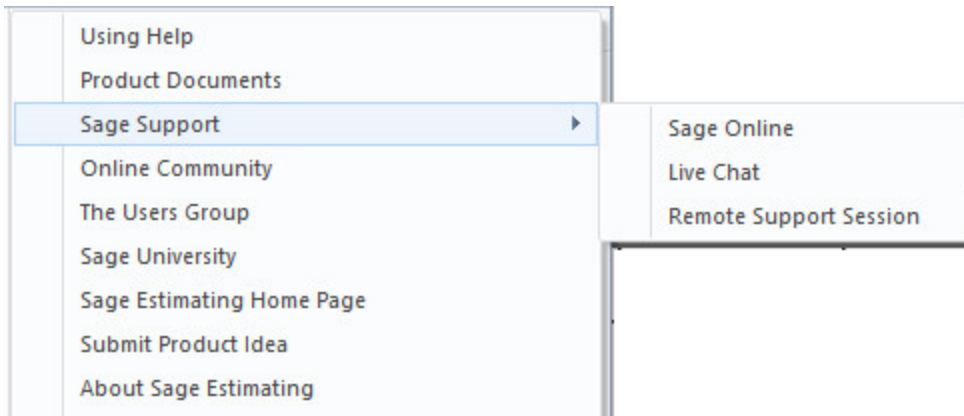 Using Help
Product Documents
Sage Support
Online Community
The Users Group
Sage University
Sage Estimating Home Page
Submit Product Idea
About Sage Estimating
Sage Online
Live Chat
Remote Support Session